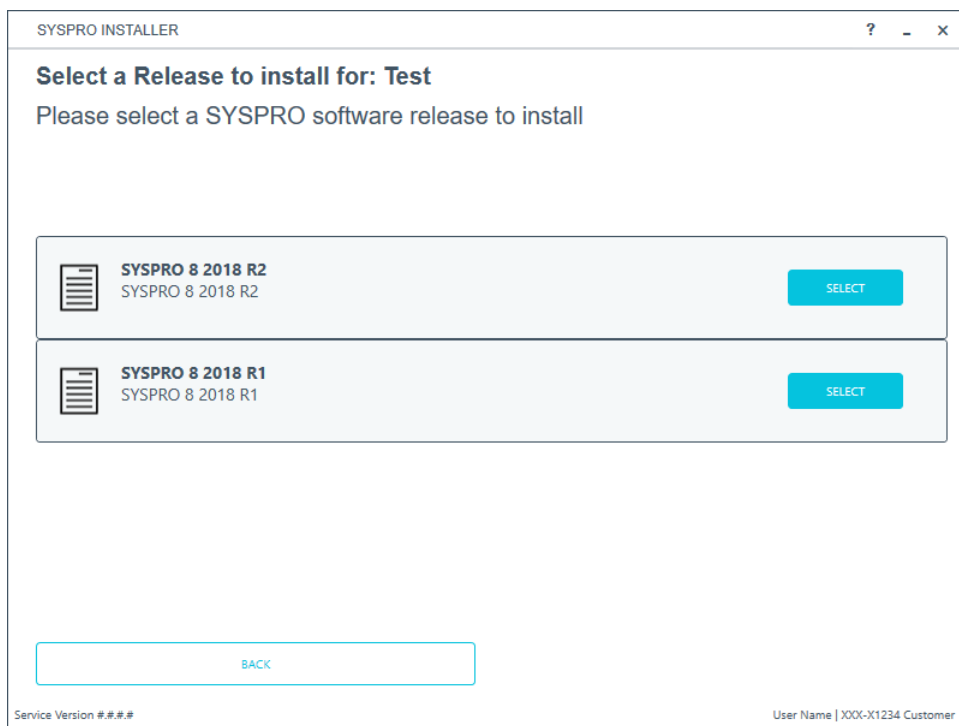 SYSPRO INSTALLER ? - ×
Select a Release to install for: Test
Please select a SYSPRO software release to install
SYSPRO 8 2018 R2
SYSPRO 8 2018 R2
SELECT
SYSPRO 8 2018 R1
SYSPRO 8 2018 R1
SELECT
BACK
Service Version #.#.#.#
User Name | XXX-X1234 Customer